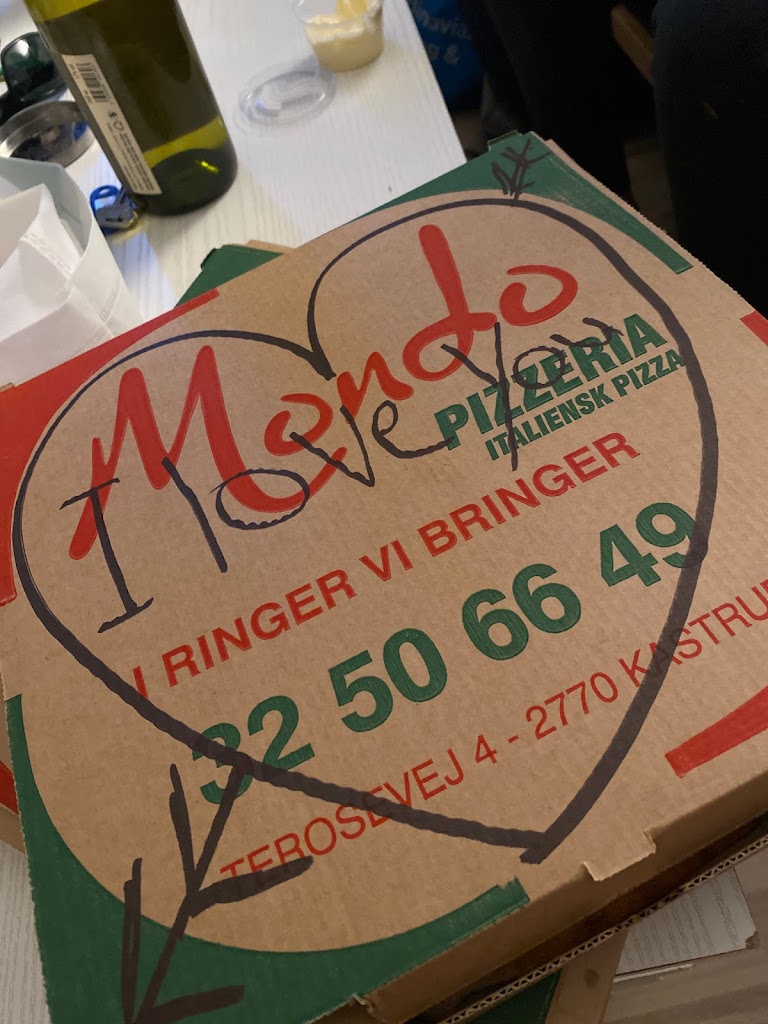 Mondo
PIZZERIA
ITALIENSK PIZZA
I love you
I RINGER VI BRINGER
32 50 66 49
TEROSEVEJ 4 - 2770 KASTRU